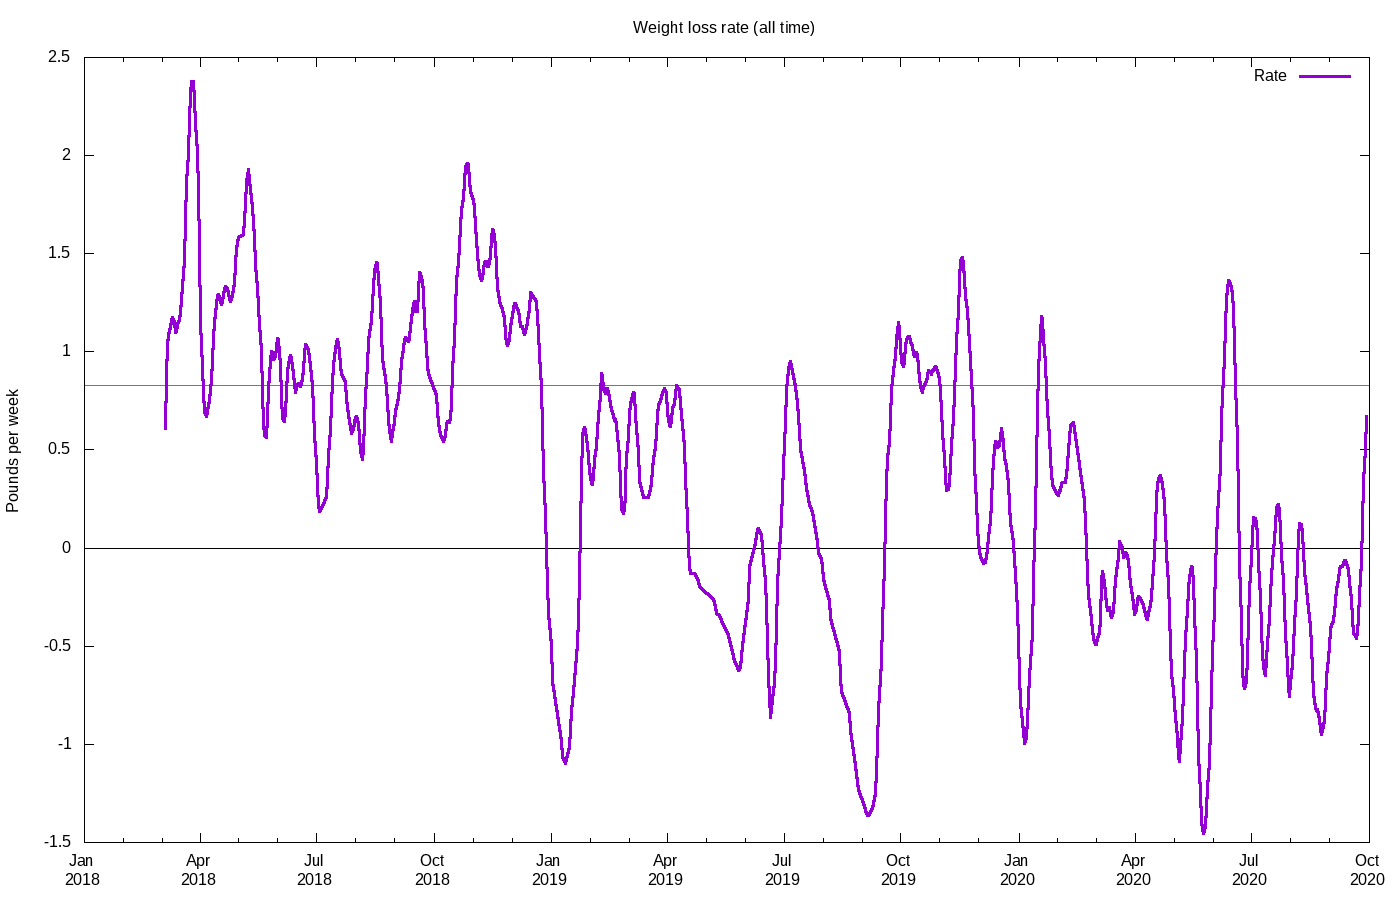 Weight loss rate (all time)
Rate
Pounds per week
2.5
2
1.5
1
0.5
0
-0.5
-1
-1.5
Jan Apr Jul Oct Jan Apr Jul Oct Jan Apr Jul Oct
2018 2018 2018 2018 2019 2019 2019 2019 2020 2020 2020 2020